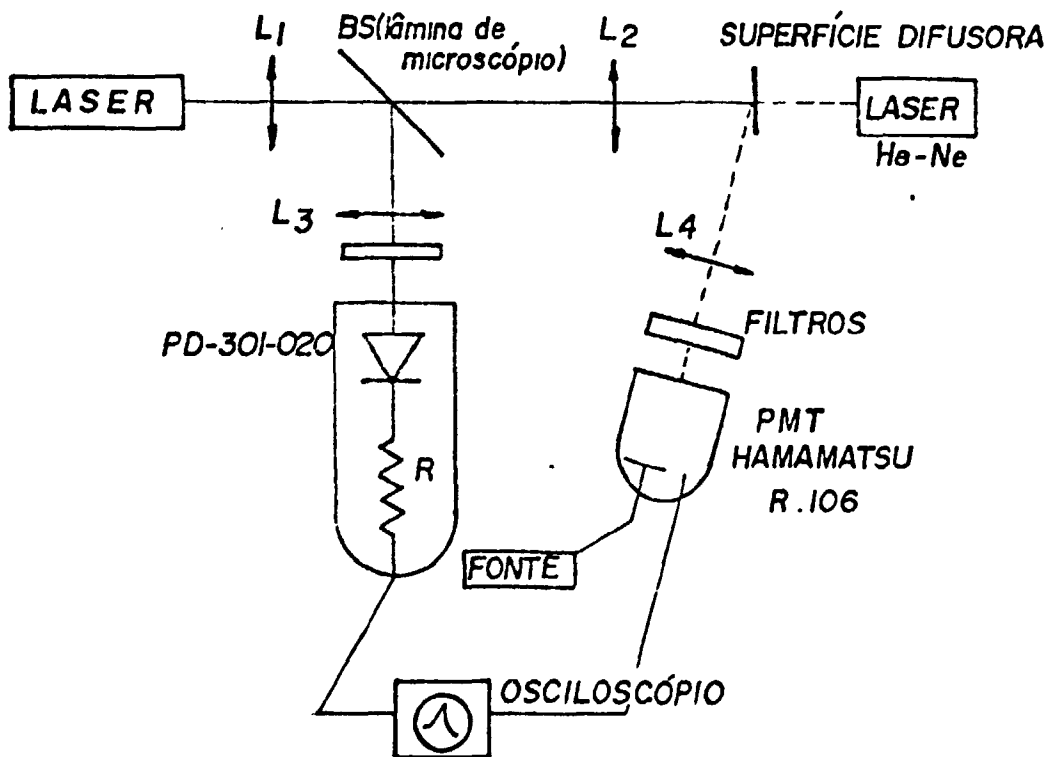 L1
BS(lâmina de
microscópio)
L2
SUPERFÍCIE DIFUSORA
LASER
LASER
He-Ne
L3
L4
PD-301-020
FILTROS
R
PMT
HAMAMATSU
R.106
FONTE
OSCILOSCÓPIO